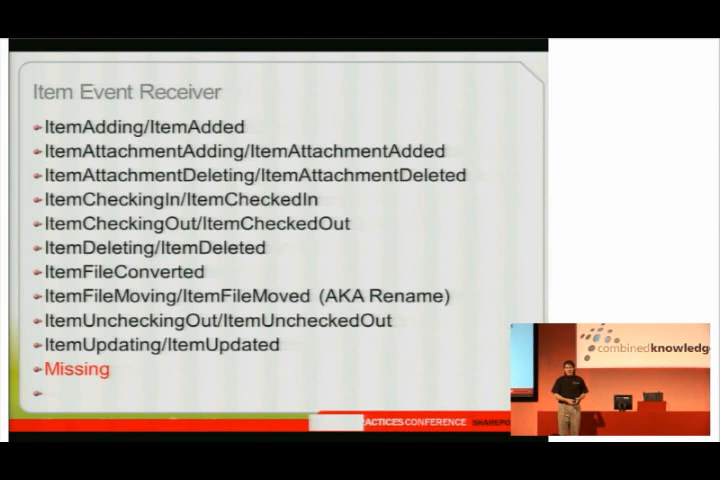 Item Event Receiver
ItemAdding/ItemAdded
ItemAttachmentAdding/ItemAttachmentAdded
ItemAttachmentDeleting/ItemAttachmentDeleted
ItemCheckingIn/ItemCheckedIn
ItemCheckingOut/ItemCheckedOut
ItemDeleting/ItemDeleted
ItemFileConverted
ItemFileMoving/ItemFileMoved (AKA Rename)
ItemUncheckingOut/ItemUncheckedOut
ItemUpdating/ItemUpdated
Missing
combinedknowledge
CONFERENCE